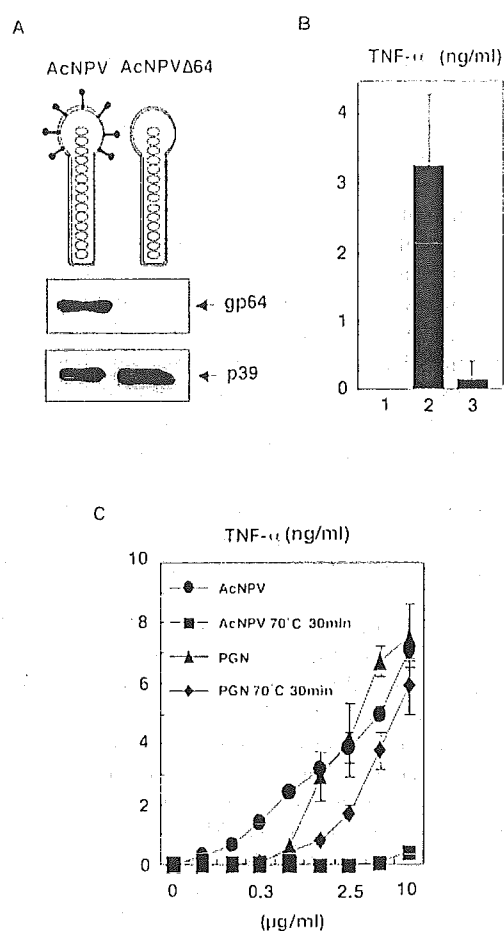 A
AcNPV AcNPVΔ64
gp64
p39
B
TNF-α (ng/ml)
4
3
2
1
0
1 2 3
C
TNF-α (ng/ml)
10
8
6
4
2
0
AcNPV
AcNPV 70°C 30min
PGN
PGN 70°C 30min
0 0.3 2.5 10
(μg/ml)